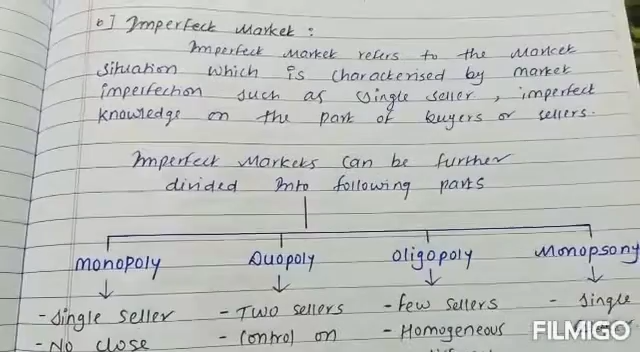 b] Imperfect Market :
Imperfect Market refers to the Market
situation which is characterised by market
imperfection such as single seller, imperfect
knowledge on the part of buyers or sellers.
Imperfect Markets can be further
divided Into following parts
Monopoly Duopoly Oligopoly Monopsony
- Single seller - Two sellers - Few sellers - Single
- No close - Control on - Homogeneous
FILMIGO